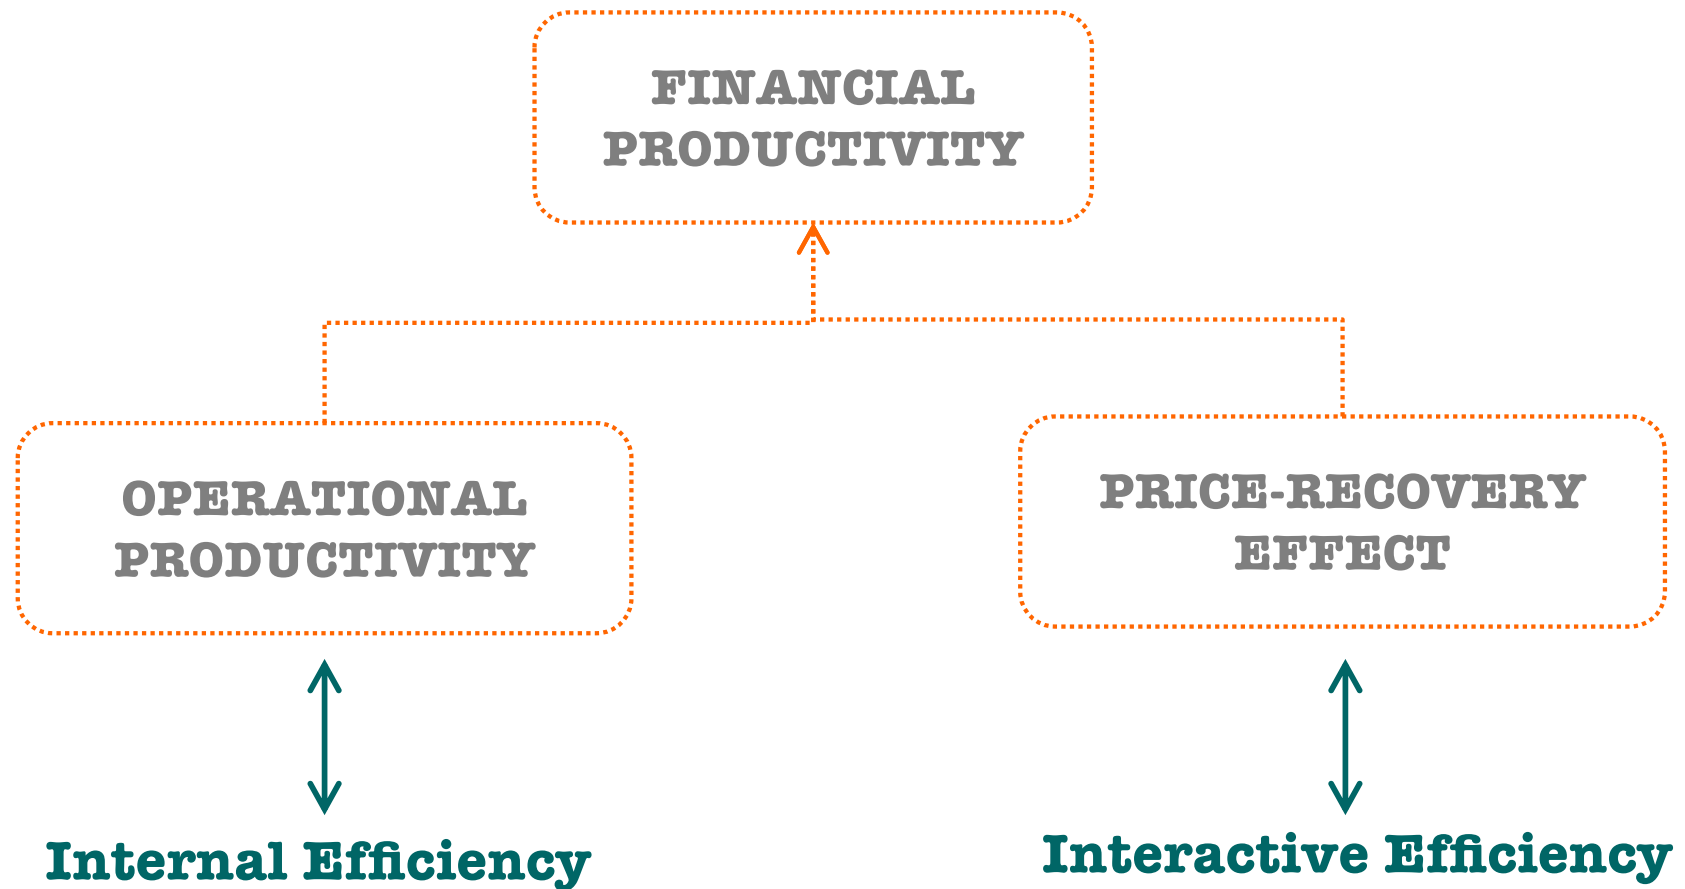 FINANCIAL
PRODUCTIVITY
OPERATIONAL
PRODUCTIVITY
PRICE-RECOVERY
EFFECT
Internal Efficiency
Interactive Efficiency